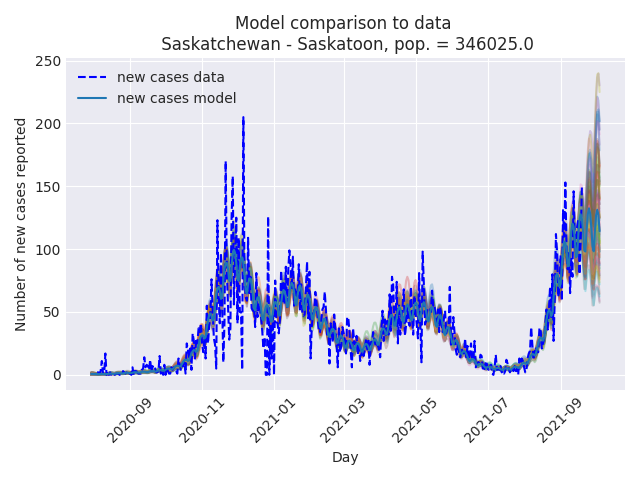 Model comparison to data
Saskatchewan - Saskatoon, pop. = 346025.0
new cases data
new cases model
Number of new cases reported
250
200
150
100
50
0
2020-09
2020-11
2021-01
2021-03
2021-05
2021-07
2021-09
Day